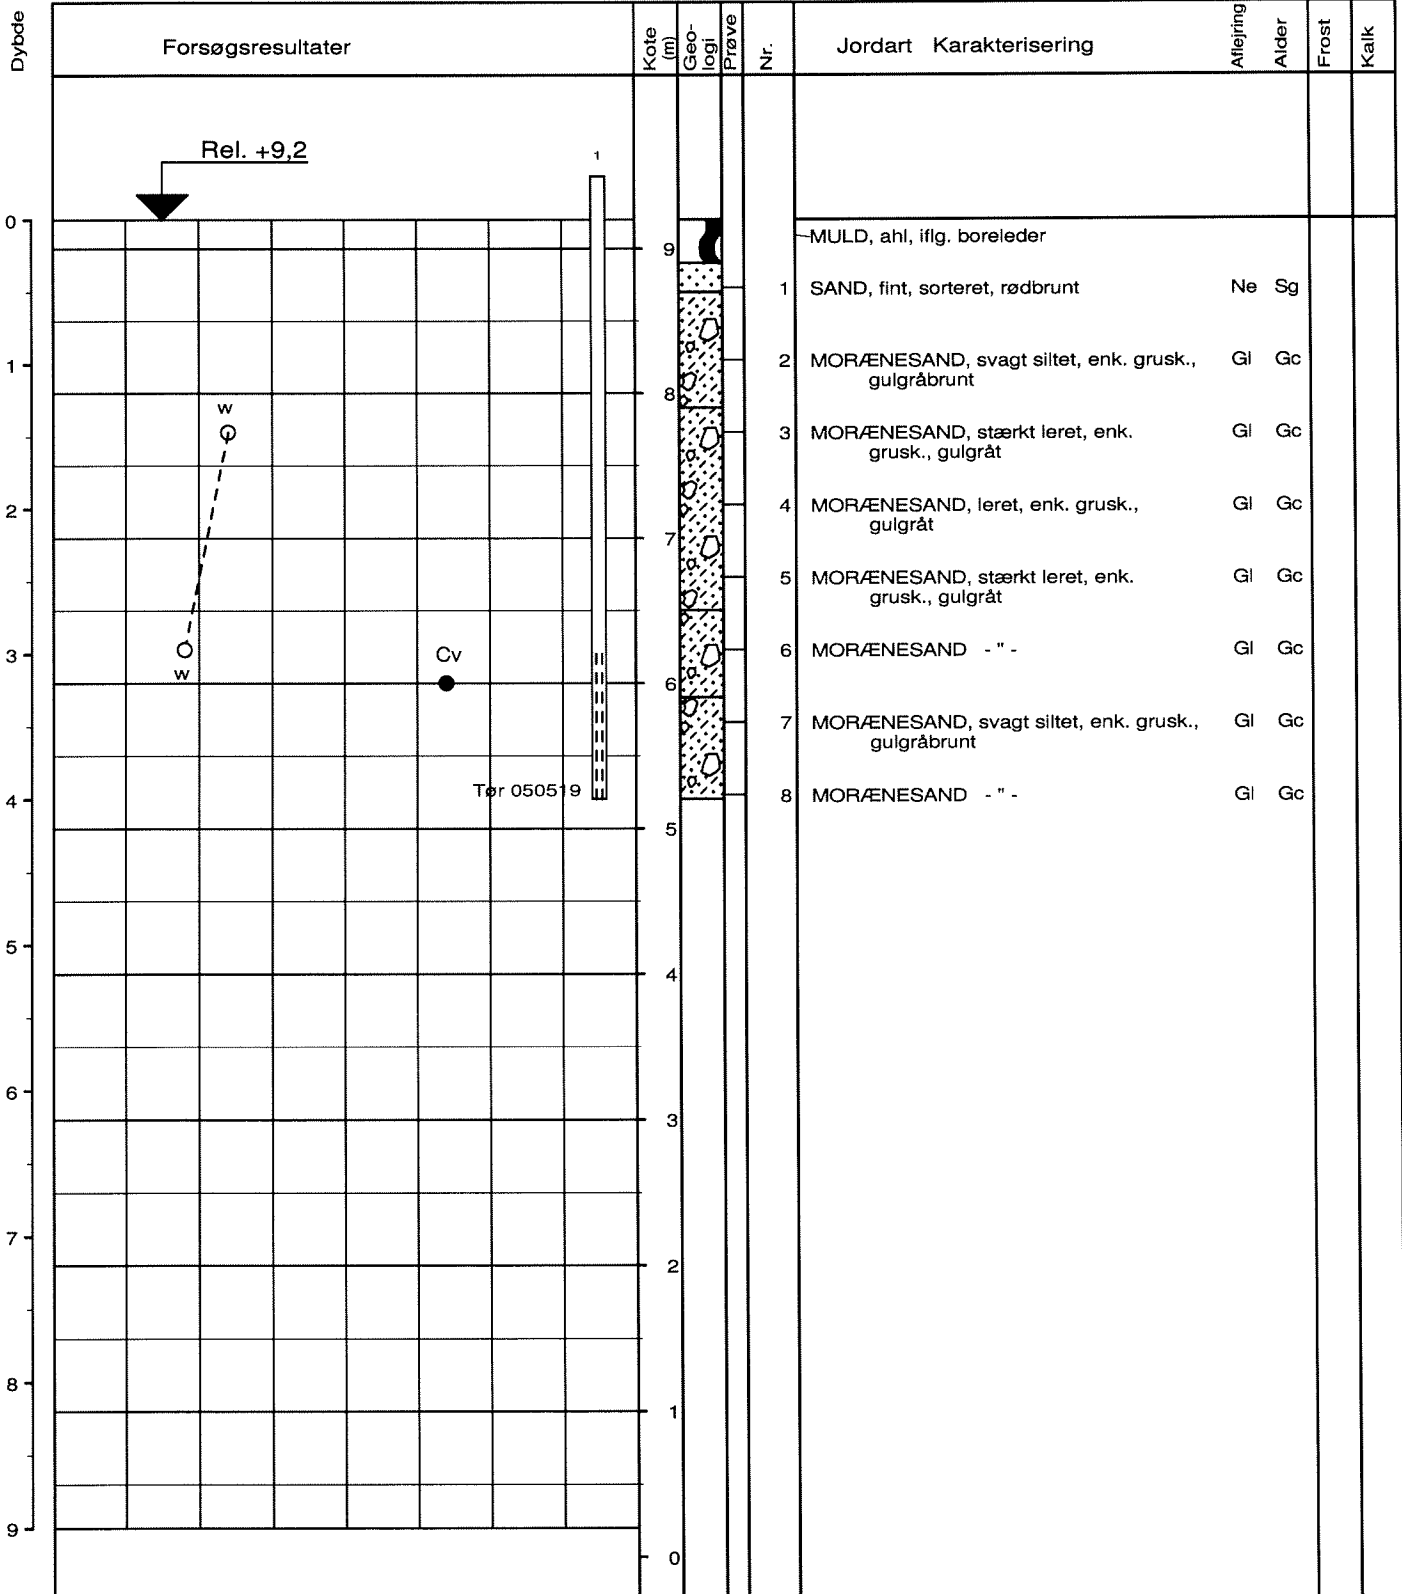 Dybde
Forsøgsresultater
Kote (m)
Geo-
logi
Prøve
Nr.
Jordart Karakterisering
Aflejring
Alder
Frost
Kalk
Rel. +9,2
1
0
MULD, ahl, iflg. boreleder
9
1 SAND, fint, sorteret, rødbrunt Ne Sg
1
2 MORÆNESAND, svagt siltet, enk. grusk., Gl Gc
gulgråbrunt
8
w
3 MORÆNESAND, stærkt leret, enk. Gl Gc
grusk., gulgråt
2
4 MORÆNESAND, leret, enk. grusk., Gl Gc
gulgråt
7
5 MORÆNESAND, stærkt leret, enk. Gl Gc
grusk., gulgråt
3
w
Cv
6 MORÆNESAND - " - Gl Gc
6
7 MORÆNESAND, svagt siltet, enk. grusk., Gl Gc
gulgråbrunt
Tør 050519
4
8 MORÆNESAND - " - Gl Gc
5
5
4
6
3
7
2
8
1
9
0